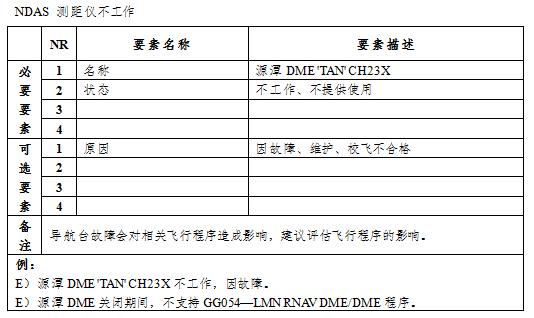 NDAS 测距仪不工作
NR 要素名称 要素描述
必要要素
1 名称 源潭 DME'TAN'CH23X
2 状态 不工作、不提供使用
3
4
可选要素
1 原因 因故障、维护、校飞不合格
2
3
4
备注 导航台故障会对相关飞行程序造成影响，建议评估飞行程序的影响。
例：
E）源潭 DME'TAN'CH23X 不工作，因故障。
E）源潭 DME 关闭期间，不支持 GG054—LMN RNAV DME/DME 程序。